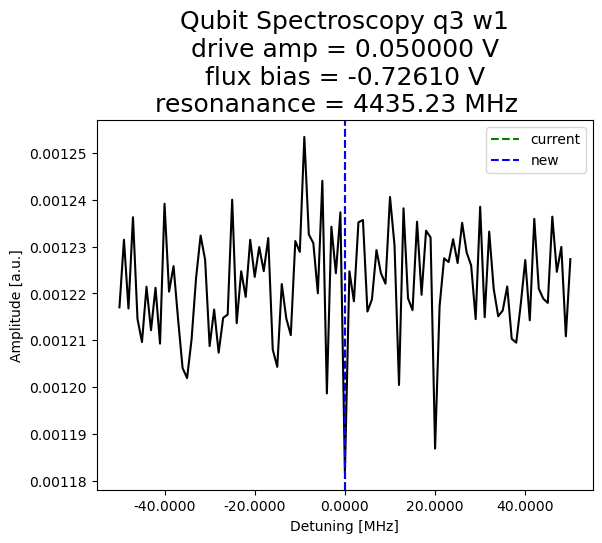 Qubit Spectroscopy q3 w1
drive amp = 0.050000 V
flux bias = -0.72610 V
resonanance = 4435.23 MHz
current
new
0.00125
0.00124
0.00123
0.00122
0.00121
0.00120
0.00119
0.00118
Amplitude [a.u.]
-40.0000 -20.0000 0.0000 20.0000 40.0000
Detuning [MHz]